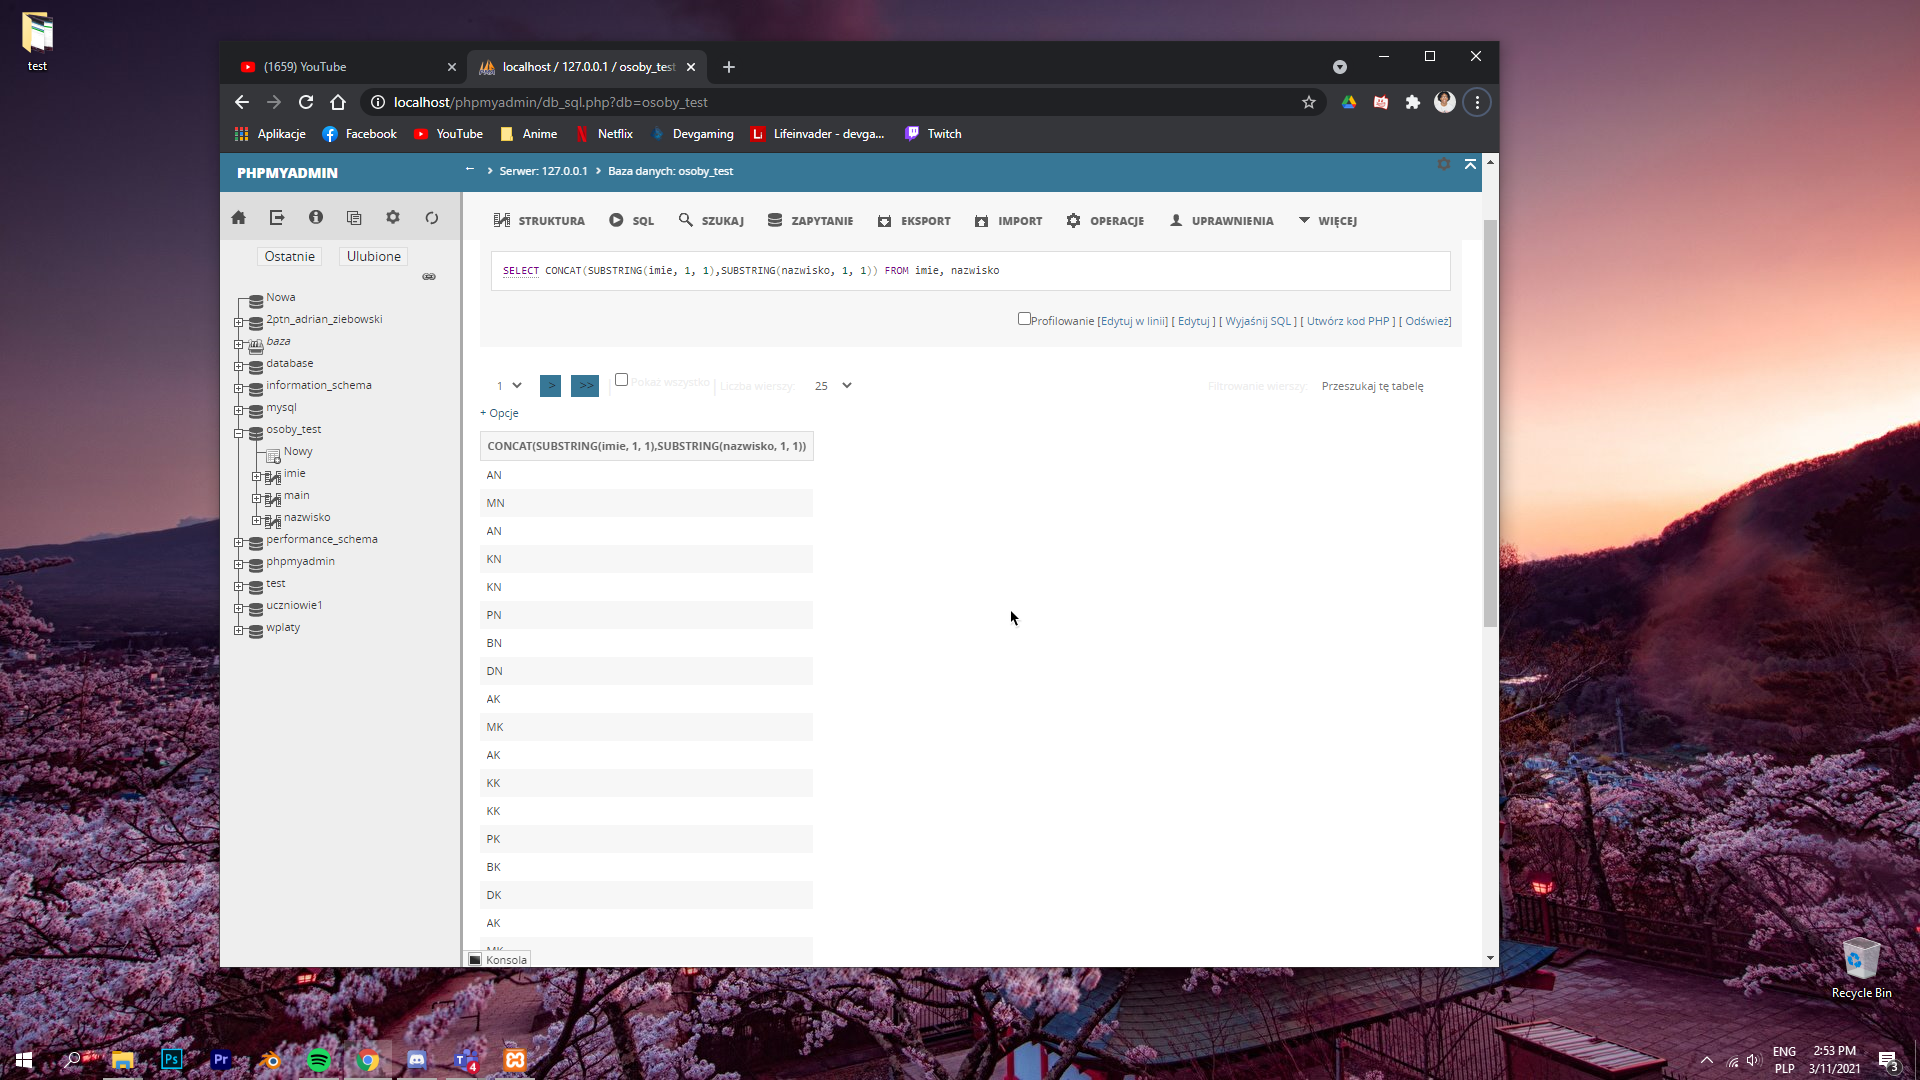 test
(1659) YouTube
localhost / 127.0.0.1 / osoby_test
localhost/phpmyadmin/db_sql.php?db=osoby_test
Aplikacje Facebook YouTube Anime Netflix Devgaming Lifeinvader - devga... Twitch
PHPMYADMIN
Serwer: 127.0.0.1 Baza danych: osoby_test
STRUKTURA SQL SZUKAJ ZAPYTANIE EKSPORT IMPORT OPERACJE UPRAWNIENIA WIĘCEJ
Ostatnie Ulubione
Nowa
2ptn_adrian_ziebowski
baza
database
information_schema
mysql
osoby_test
Nowy
imie
main
nazwisko
performance_schema
phpmyadmin
test
uczniowie1
wplaty
SELECT CONCAT(SUBSTRING(imie, 1, 1),SUBSTRING(nazwisko, 1, 1)) FROM imie, nazwisko
Profilowanie [Edytuj w linii] [ Edytuj ] [ Wyjaśnij SQL ] [ Utwórz kod PHP ] [ Odśwież]
1 > >> | Pokaż wszystko | Liczba wierszy: 25 Filtrowanie wierszy: Przeszukaj tę tabelę
+ Opcje
CONCAT(SUBSTRING(imie, 1, 1),SUBSTRING(nazwisko, 1, 1))
AN
MN
AN
KN
KN
PN
BN
DN
AK
MK
AK
KK
KK
PK
BK
DK
AK
MK
Konsola
Recycle Bin
Ps Pr 4
ENG 2:53 PM
PLP 3/11/2021 3